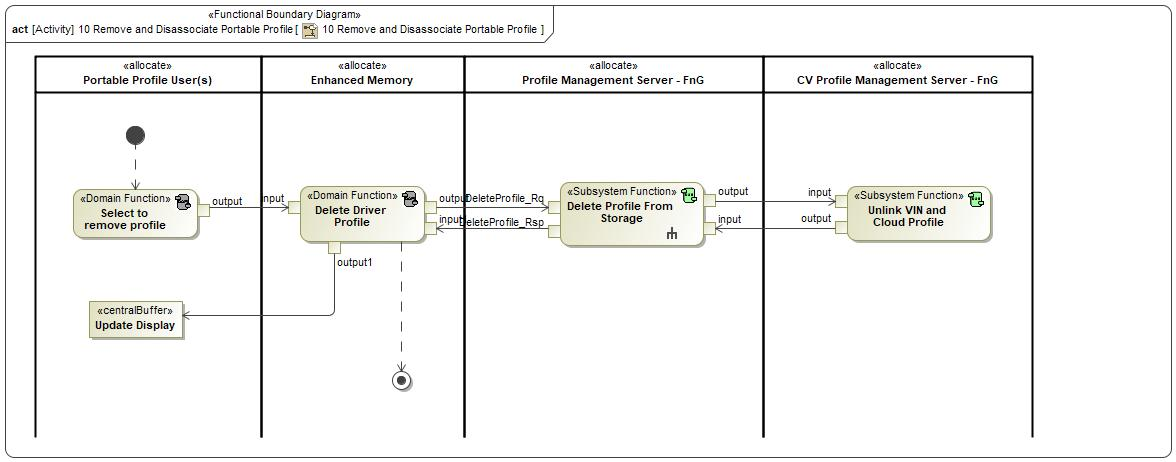 «Functional Boundary Diagram»
act [Activity] 10 Remove and Disassociate Portable Profile [ 10 Remove and Disassociate Portable Profile ]
«allocate»
Portable Profile User(s)
«allocate»
Enhanced Memory
«allocate»
Profile Management Server - FnG
«allocate»
CV Profile Management Server - FnG
«Domain Function»
Select to
remove profile
output
input
«Domain Function»
Delete Driver
Profile
output
DeleteProfile_Rq
input
DeleteProfile_Rsp
output1
«Subsystem Function»
Delete Profile From
Storage
output
input
input
output
«Subsystem Function»
Unlink VIN and
Cloud Profile
«centralBuffer»
Update Display